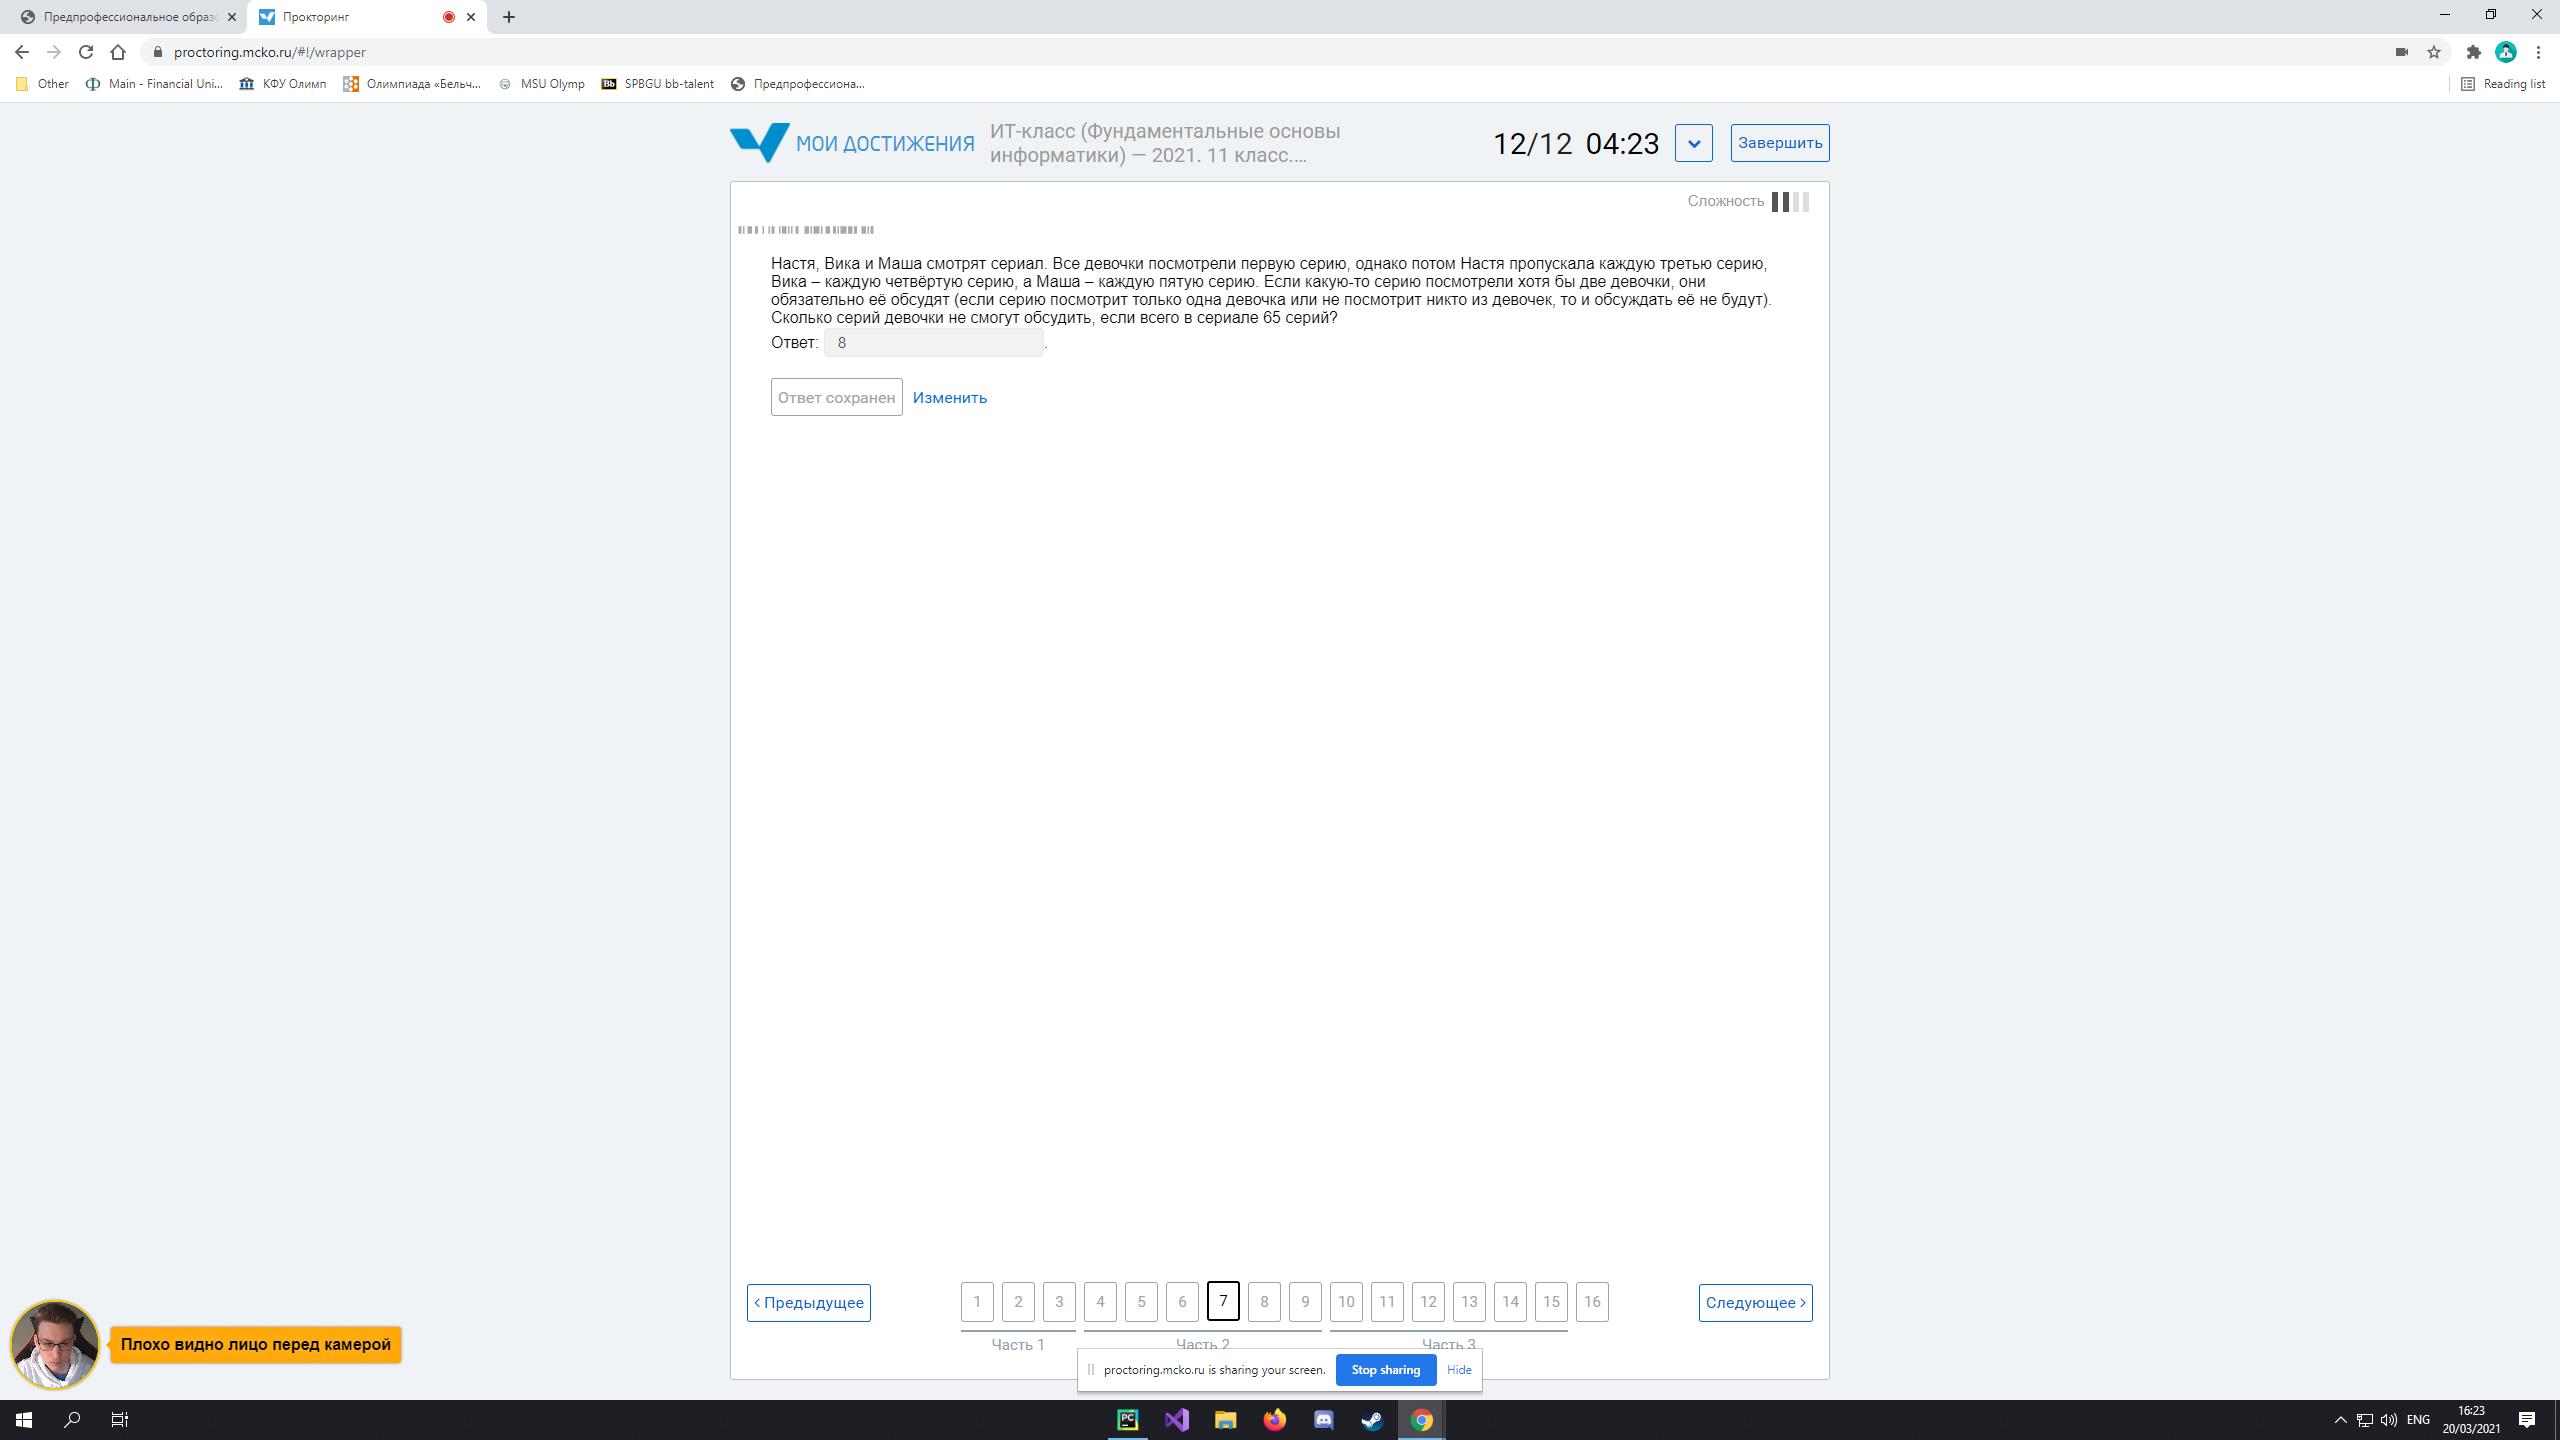 Предпрофессиональное образ
Прокторинг
proctoring.mcko.ru/#!/wrapper
Other
Main - Financial Uni...
КФУ Олимп
Олимпиада «Бельч...
MSU Olymp
Bb
SPBGU bb-talent
Предпрофессиона...
Reading list
МОИ ДОСТИЖЕНИЯ
ИТ-класс (Фундаментальные основы
информатики) — 2021. 11 класс....
12/12 04:23
Завершить
Сложность
Настя, Вика и Маша смотрят сериал. Все девочки посмотрели первую серию, однако потом Настя пропускала каждую третью серию,
Вика – каждую четвёртую серию, а Маша – каждую пятую серию. Если какую-то серию посмотрели хотя бы две девочки, они
обязательно её обсудят (если серию посмотрит только одна девочка или не посмотрит никто из девочек, то и обсуждать её не будут).
Сколько серий девочки не смогут обсудить, если всего в сериале 65 серий?
Ответ: 8.
Ответ сохранен Изменить
Предыдущее
1 2 3 4 5 6 7 8 9 10 11 12 13 14 15 16
Следующее
Часть 1 Часть 2 Часть 3
Плохо видно лицо перед камерой
proctoring.mcko.ru is sharing your screen. Stop sharing Hide
PC
ENG
16:23
20/03/2021